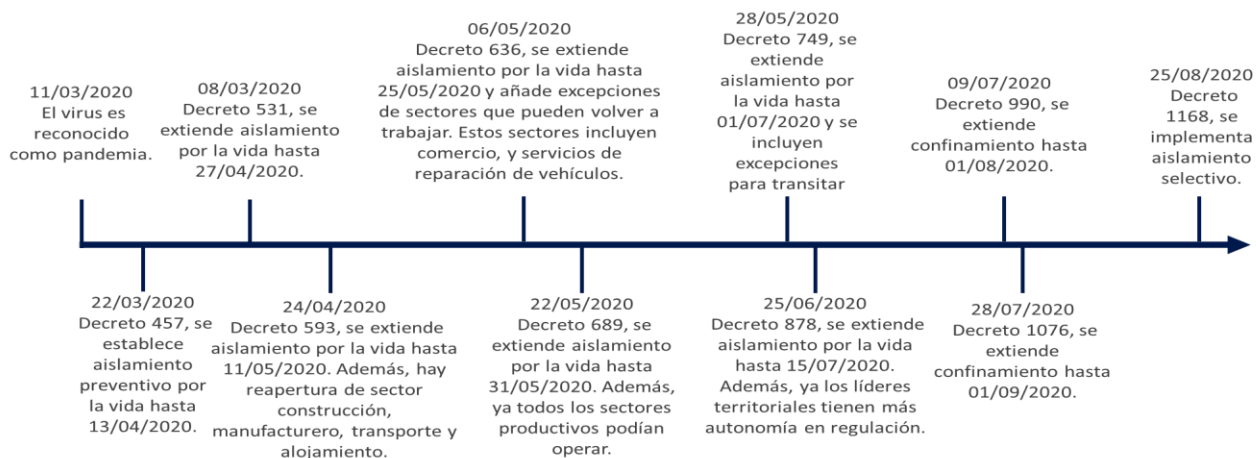 11/03/2020
El virus es
reconocido
como pandemia.
08/03/2020
Decreto 531, se
extiende aislamiento
por la vida hasta
27/04/2020.
06/05/2020
Decreto 636, se extiende
aislamiento por la vida hasta
25/05/2020 y añade excepciones
de sectores que pueden volver a
trabajar. Estos sectores incluyen
comercio, y servicios de
reparación de vehículos.
28/05/2020
Decreto 749, se
extiende
aislamiento por
la vida hasta
01/07/2020 y se
incluyen
excepciones
para transitar
09/07/2020
Decreto 990, se
extiende
confinamiento hasta
01/08/2020.
25/08/2020
Decreto
1168, se
implementa
aislamiento
selectivo.
22/03/2020
Decreto 457, se
establece
aislamiento
preventivo por
la vida hasta
13/04/2020.
24/04/2020
Decreto 593, se extiende
aislamiento por la vida hasta
11/05/2020. Además, hay
reapertura de sector
construcción,
manufacturero, transporte y
alojamiento.
22/05/2020
Decreto 689, se
extiende aislamiento
por la vida hasta
31/05/2020. Además,
ya todos los sectores
productivos podían
operar.
25/06/2020
Decreto 878, se extiende
aislamiento por la vida
hasta 15/07/2020.
Además, ya los líderes
territoriales tienen más
autonomía en regulación.
28/07/2020
Decreto 1076, se
extiende
confinamiento hasta
01/09/2020.